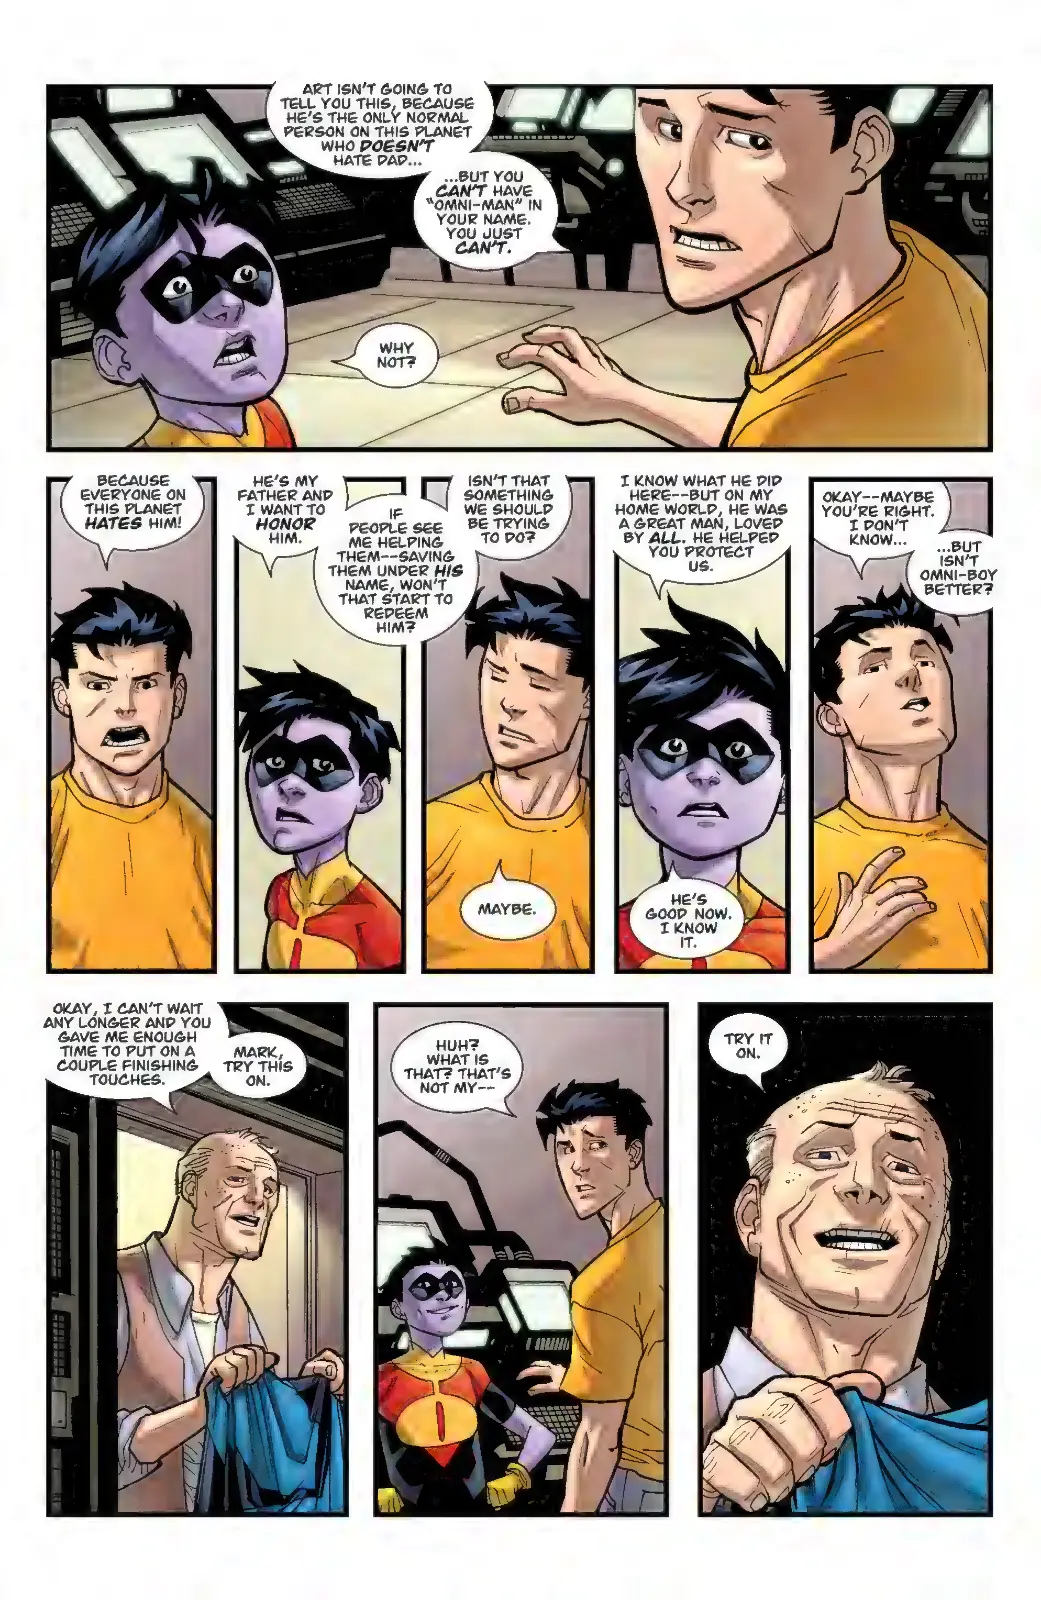 ART ISN'T GOING TO
TELL YOU THIS, BECAUSE
HE'S THE ONLY NORMAL
PERSON ON THIS PLANET
WHO DOESN'T
HATE DAD...
...BUT YOU
CAN'T HAVE
"OMNI-MAN" IN
YOUR NAME.
YOU JUST
CAN'T.
WHY
NOT?
BECAUSE
EVERYONE ON
THIS PLANET
HATES HIM!
HE'S MY
FATHER AND
I WANT TO
HONOR
HIM.
IF
PEOPLE SEE
ME HELPING
THEM--SAVING
THEM UNDER HIS
NAME, WON'T
THAT START TO
REDEEM
HIM?
ISN'T THAT
SOMETHING
WE SHOULD
BE TRYING
TO DO?
MAYBE.
I KNOW WHAT HE DID
HERE--BUT ON MY
HOME WORLD, HE WAS
A GREAT MAN, LOVED
BY ALL. HE HELPED
YOU PROTECT
US.
HE'S
GOOD NOW.
I KNOW
IT.
OKAY--MAYBE
YOU'RE RIGHT.
I DON'T
KNOW...
...BUT
ISN'T
OMNI-BOY
BETTER?
OKAY, I CAN'T WAIT
ANY LONGER AND YOU
GAVE ME ENOUGH
TIME TO PUT ON A
COUPLE FINISHING
TOUCHES.
MARK,
TRY THIS
ON.
HUH?
WHAT IS
THAT? THAT'S
NOT MY--
TRY IT
ON.